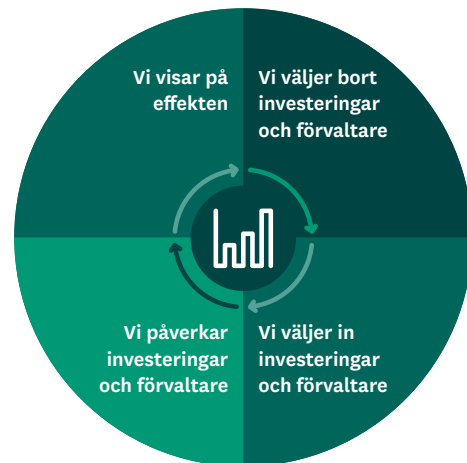 Vi visar på
effekten
Vi väljer bort
investeringar
och förvaltare
Vi påverkar
investeringar
och förvaltare
Vi väljer in
investeringar
och förvaltare